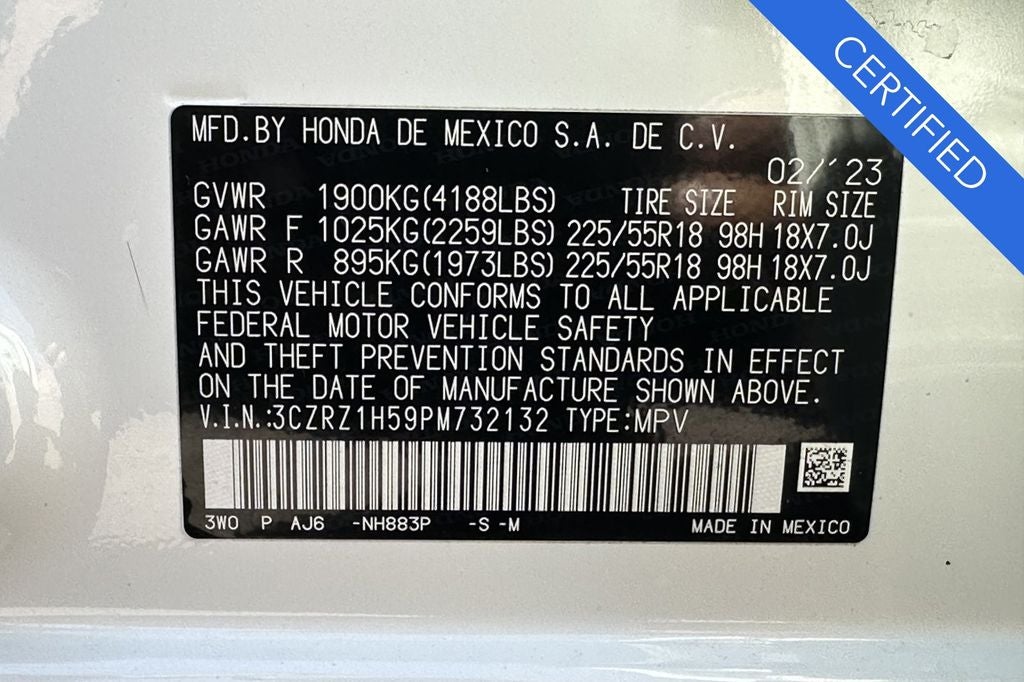 CERTIFIED
MFD.BY HONDA DE MEXICO S.A. DE C.V.
02/'23
GVWR 1900KG(4188LBS) TIRE SIZE RIM SIZE
GAWR F 1025KG(2259LBS) 225/55R18 98H 18X7.0J
GAWR R 895KG(1973LBS) 225/55R18 98H 18X7.0J
THIS VEHICLE CONFORMS TO ALL APPLICABLE
FEDERAL MOTOR VEHICLE SAFETY
AND THEFT PREVENTION STANDARDS IN EFFECT
ON THE DATE OF MANUFACTURE SHOWN ABOVE.
V.I.N.:3CZRZ1H59PM732132 TYPE:MPV
3W0 P AJ6 -NH883P -S -M MADE IN MEXICO